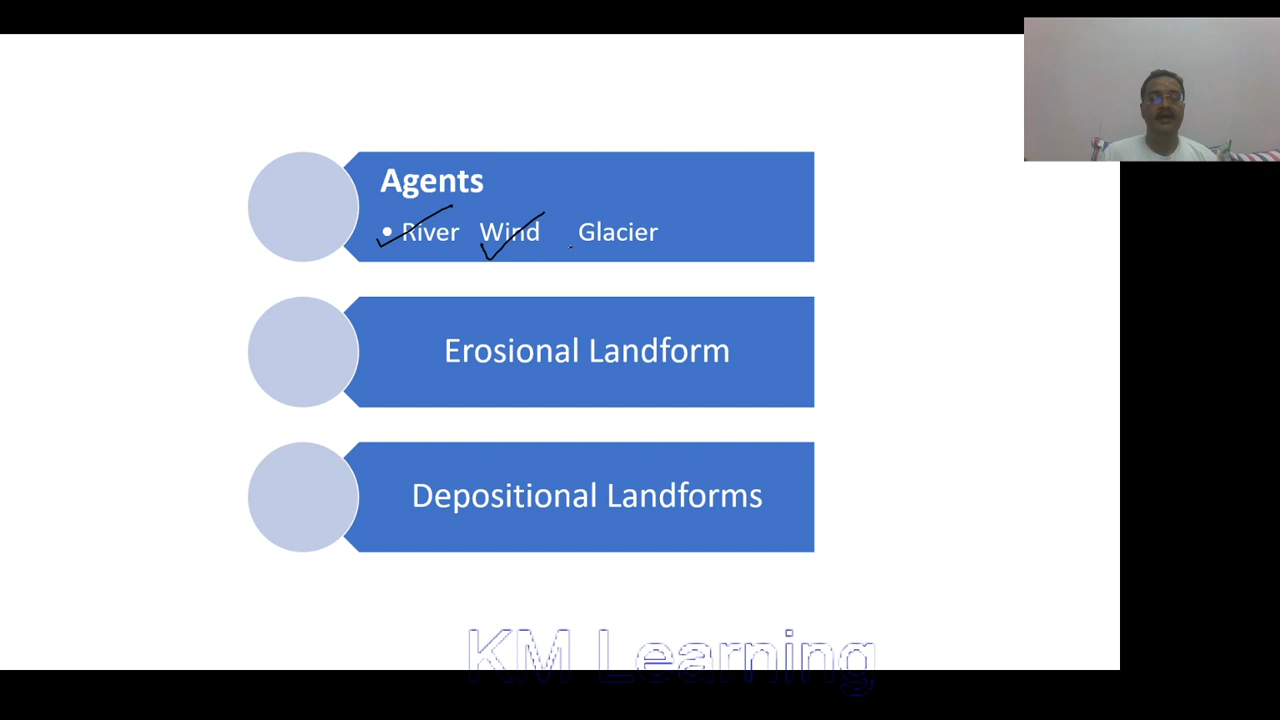 Agents
• River Wind Glacier
Erosional Landform
Depositional Landforms
KM Learning